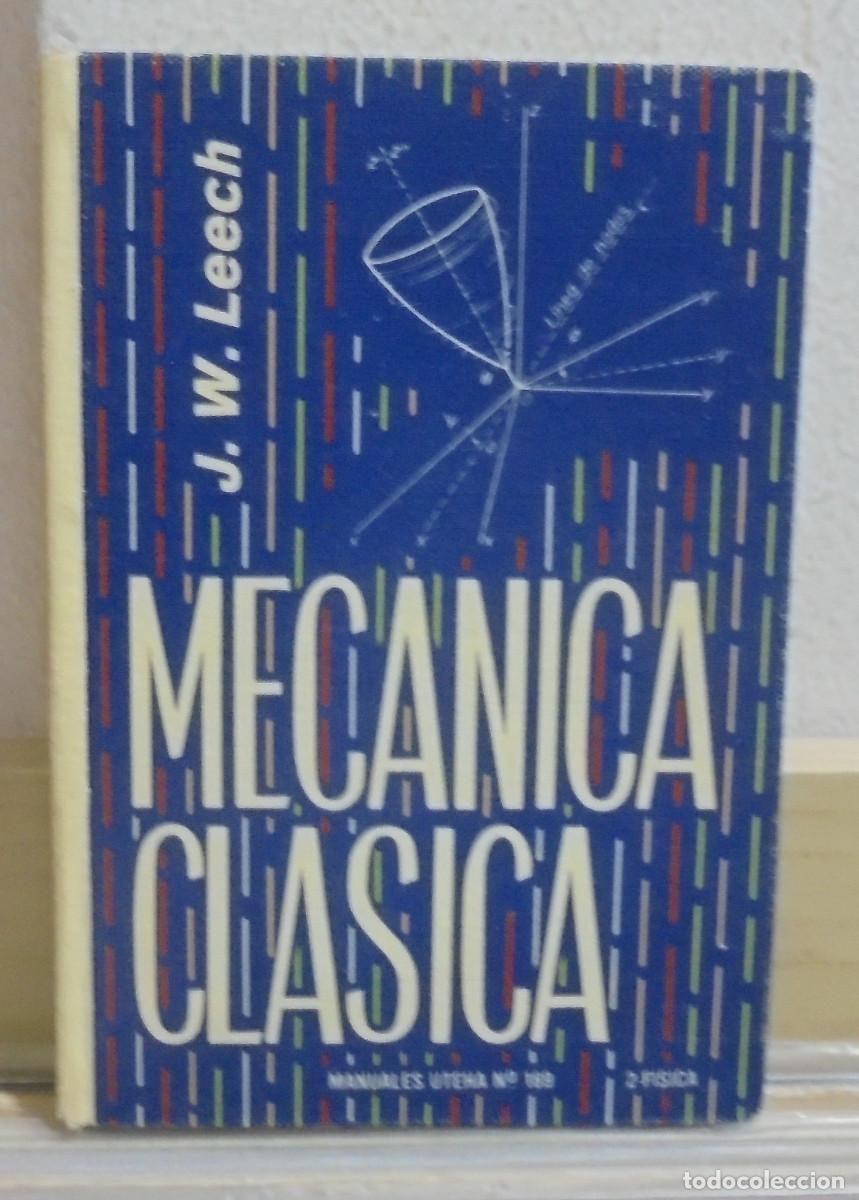 J. W. Leech
z
Línea de nodos
MECANICA
CLASICA
MANUALES UTEHA Nº 189 2-FISICA
todocoleccion